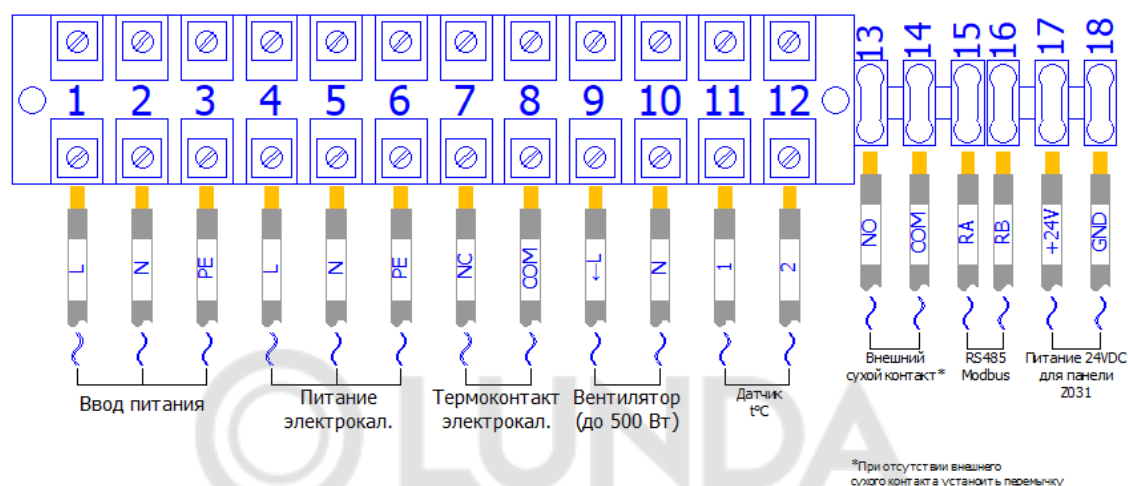 1 2 3 4 5 6 7 8 9 10 11 12 13 14 15 16 17 18
L N PE L N PE NC COM ←L N 1 2 NO COM RA RB +24V GND
Ввод питания
Питание
электрокал.
Термоконтакт
электрокал.
Вентилятор
(до 500 Вт)
Датчик
t°C
Внешний
сухой контакт*
RS485
Modbus
Питание 24VDC
для панели
Z031
LUNDA
*При отсутствии внешнего
сухого контакта установить перемычку